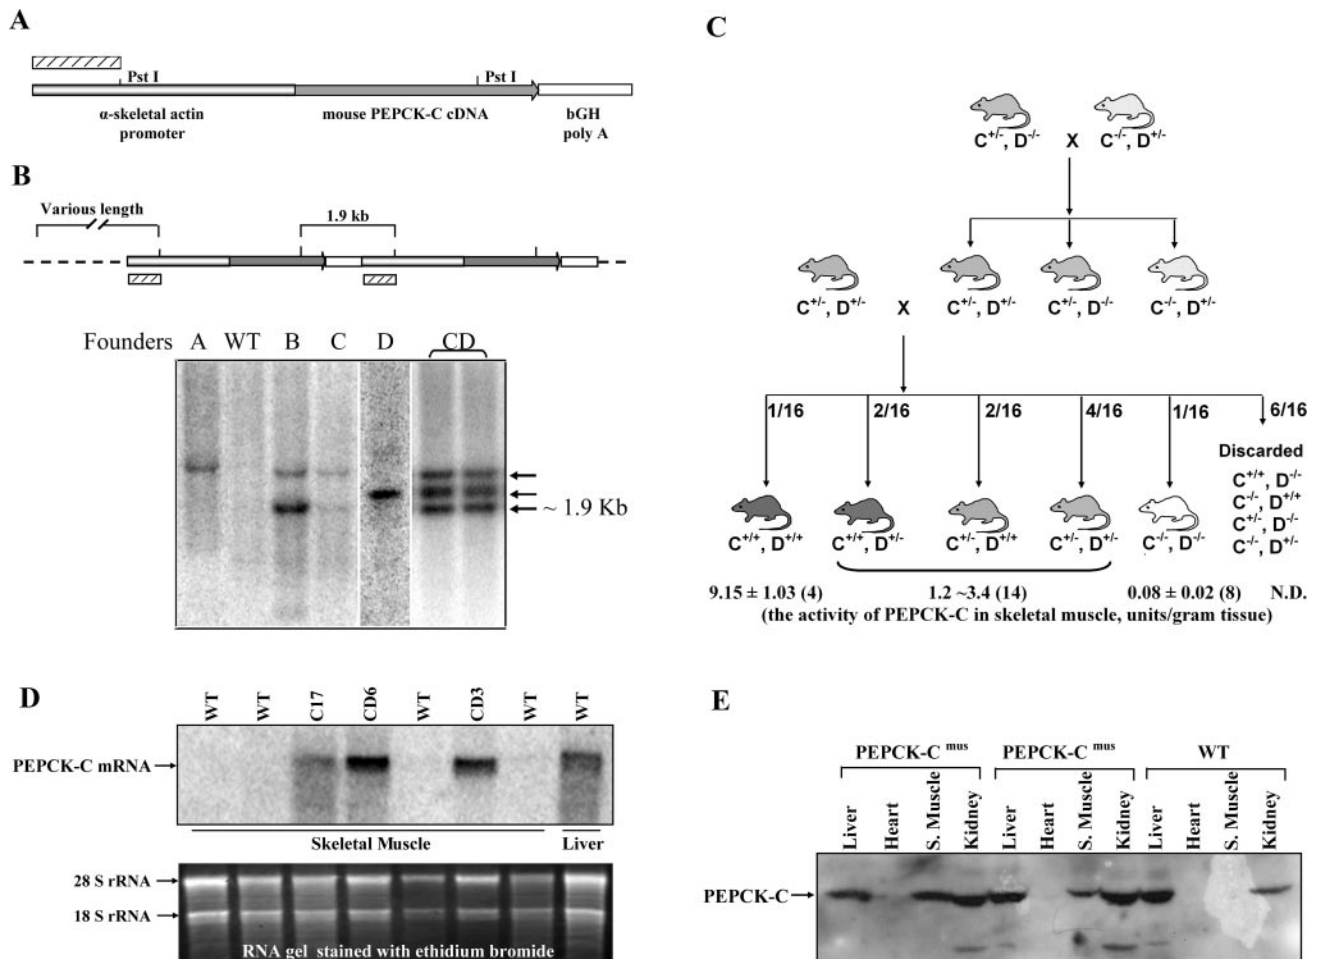 A
Pst I
Pst I
α-skeletal actin
promoter
mouse PEPCK-C cDNA
bGH
poly A
B
Various length
1.9 kb
Founders A WT B C D CD
~ 1.9 Kb
C
C+/-, D-/- X C-/-, D+/-
C+/-, D+/- X C+/-, D+/- C+/-, D-/- C-/-, D+/-
1/16 2/16 2/16 4/16 1/16 6/16
Discarded
C+/+, D-/-
C-/-, D+/+
C+/-, D-/-
C-/-, D+/-
C+/+, D+/+ C+/+, D+/- C+/-, D+/+ C+/-, D+/- C-/-, D-/-
9.15 ± 1.03 (4) 1.2 ~3.4 (14) 0.08 ± 0.02 (8) N.D.
(the activity of PEPCK-C in skeletal muscle, units/gram tissue)
D
WT WT C17 CD6 WT CD3 WT WT
PEPCK-C mRNA
Skeletal Muscle Liver
28 S rRNA
18 S rRNA
RNA gel stained with ethidium bromide
E
PEPCK-C mus PEPCK-C mus WT
Liver Heart S. Muscle Kidney Liver Heart S. Muscle Kidney Liver Heart S. Muscle Kidney
PEPCK-C